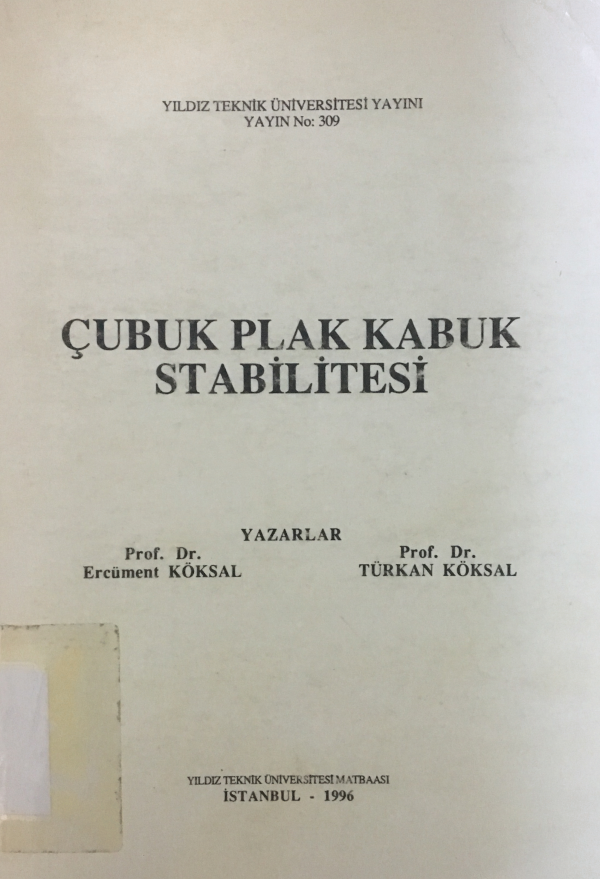 YILDIZ TEKNİK ÜNİVERSİTESİ YAYINI
YAYIN No: 309
ÇUBUK PLAK KABUK
STABİLİTESİ
YAZARLAR
Prof. Dr.
Ercüment KÖKSAL
Prof. Dr.
TÜRKAN KÖKSAL
YILDIZ TEKNİK ÜNİVERSİTESİ MATBAASI
İSTANBUL - 1996